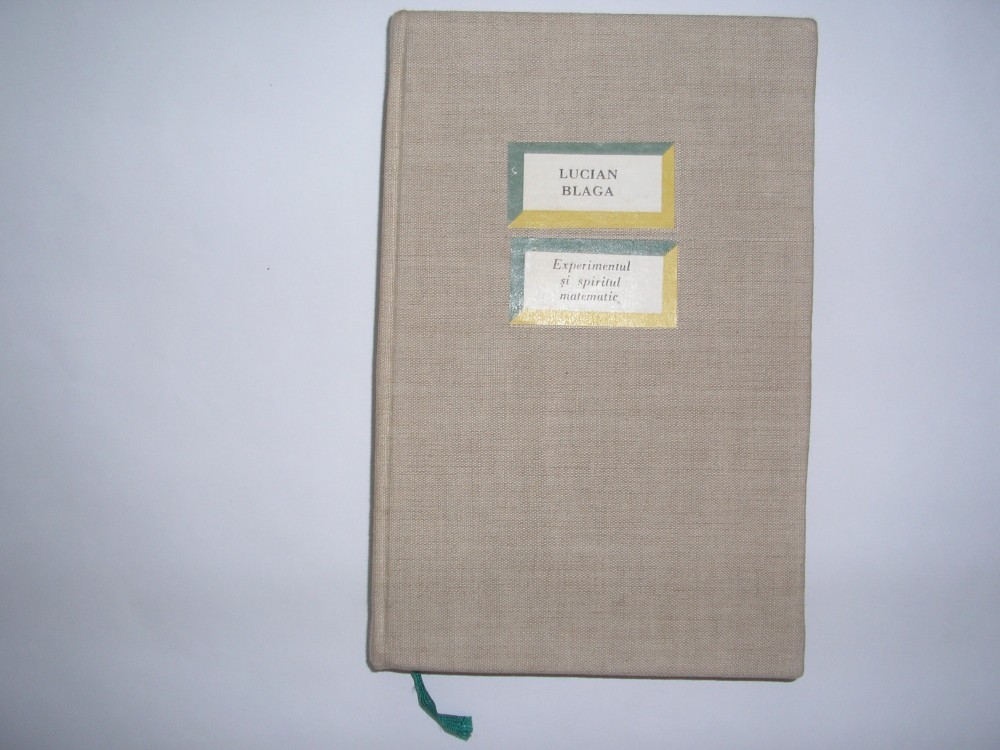 LUCIAN
BLAGA
Experimentul
și spiritul
matematic